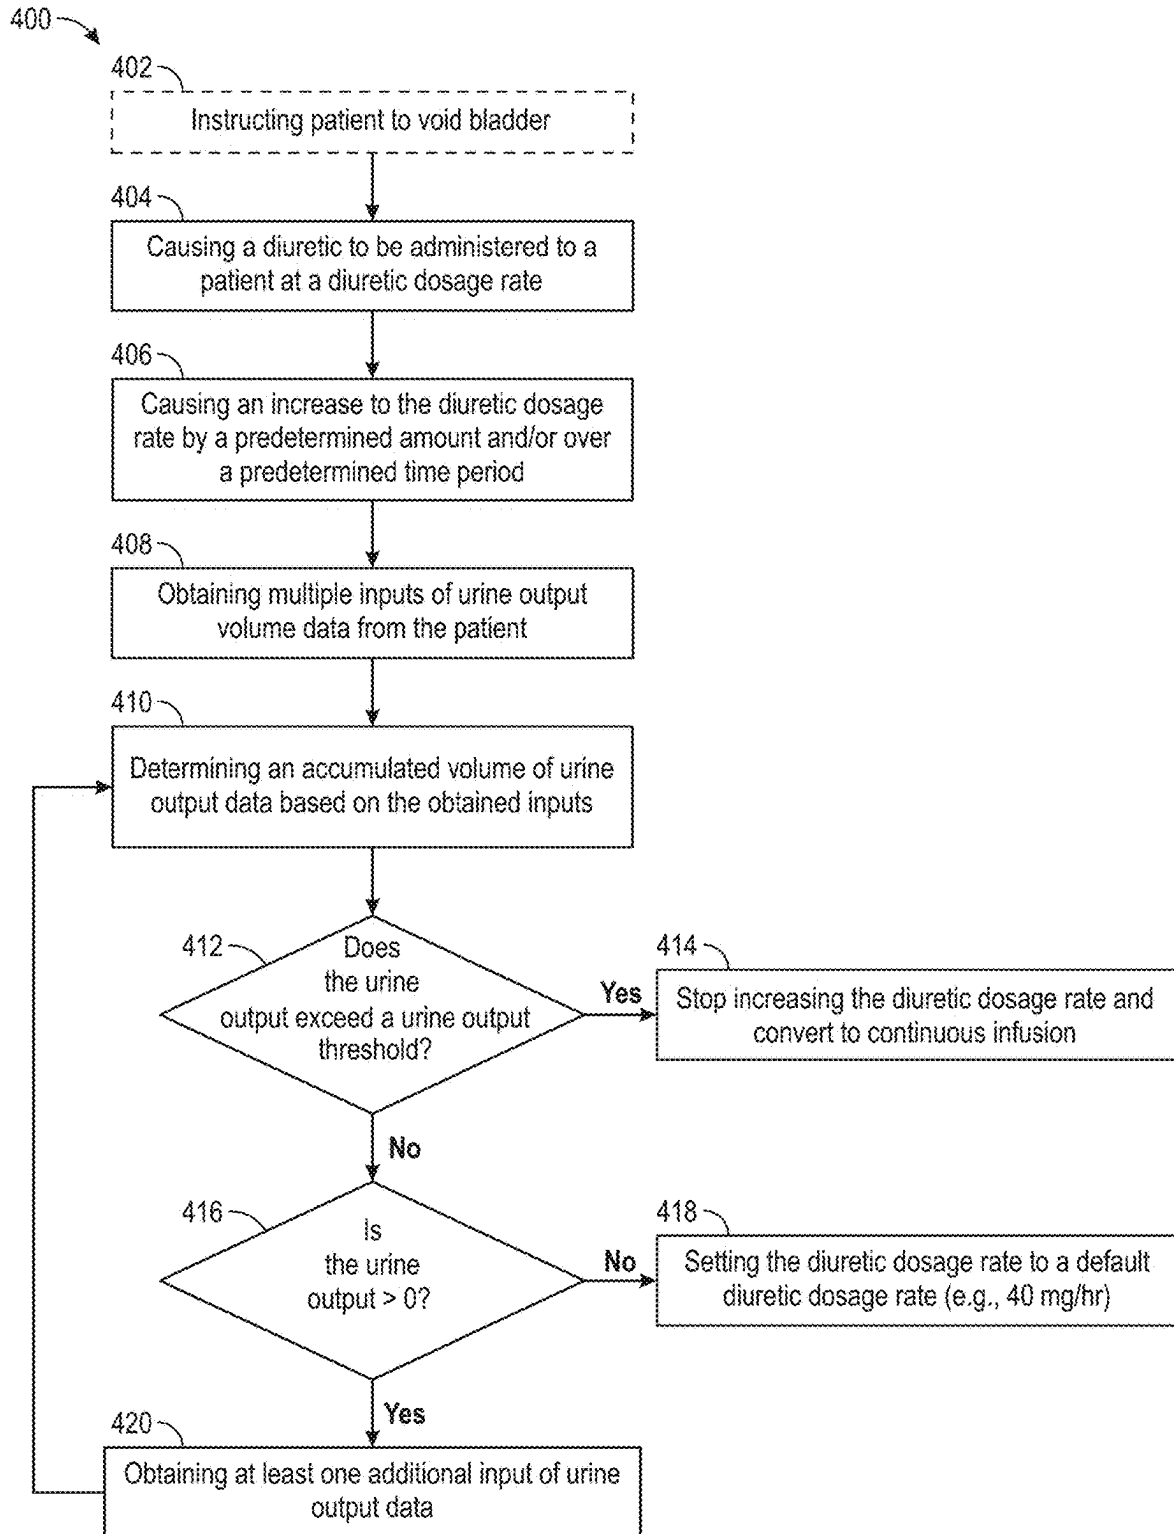 400
402
Instructing patient to void bladder
404
Causing a diuretic to be administered to a
patient at a diuretic dosage rate
406
Causing an increase to the diuretic dosage
rate by a predetermined amount and/or over
a predetermined time period
408
Obtaining multiple inputs of urine output
volume data from the patient
410
Determining an accumulated volume of urine
output data based on the obtained inputs
412
Does
the urine
output exceed a urine output
threshold?
Yes
414
Stop increasing the diuretic dosage rate and
convert to continuous infusion
No
416
Is
the urine
output > 0?
No
418
Setting the diuretic dosage rate to a default
diuretic dosage rate (e.g., 40 mg/hr)
Yes
420
Obtaining at least one additional input of urine
output data